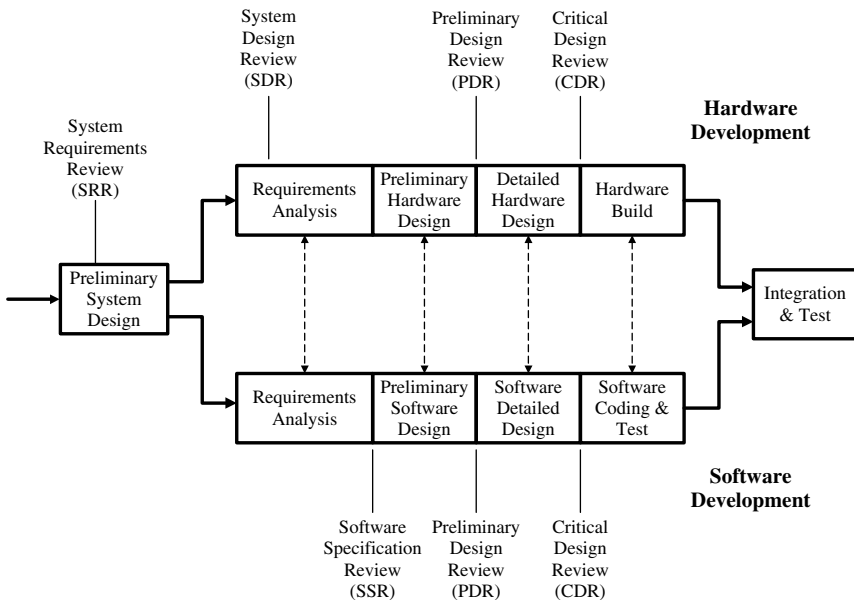 System
Design
Review
(SDR)
Preliminary
Design
Review
(PDR)
Critical
Design
Review
(CDR)
Hardware
Development
System
Requirements
Review
(SRR)
Requirements
Analysis
Preliminary
Hardware
Design
Detailed
Hardware
Design
Hardware
Build
Preliminary
System
Design
Integration
& Test
Requirements
Analysis
Preliminary
Software
Design
Software
Detailed
Design
Software
Coding &
Test
Software
Development
Software
Specification
Review
(SSR)
Preliminary
Design
Review
(PDR)
Critical
Design
Review
(CDR)